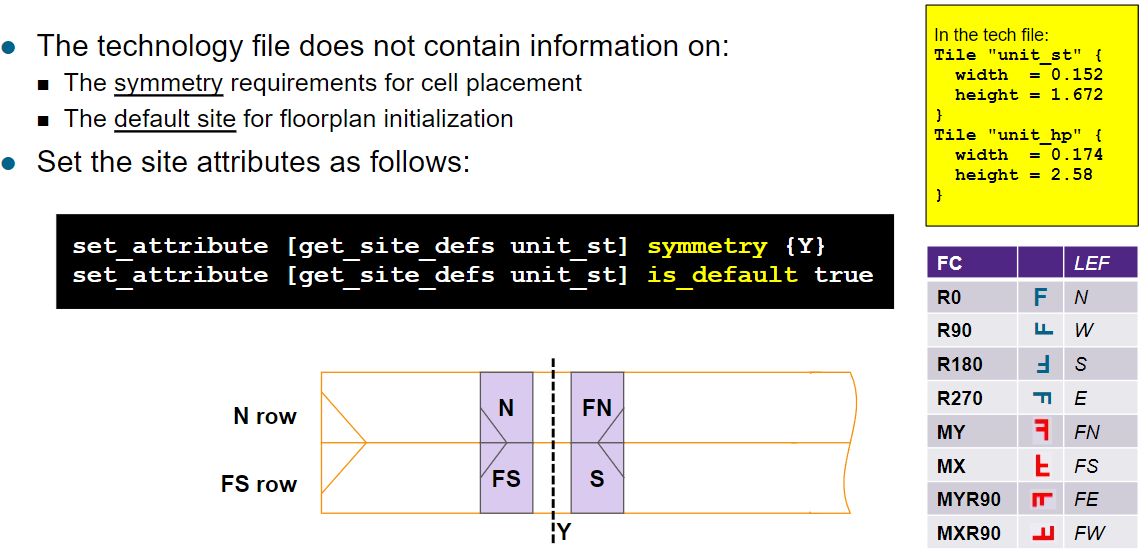 The technology file does not contain information on:
The symmetry requirements for cell placement
The default site for floorplan initialization
Set the site attributes as follows:
set_attribute [get_site_defs unit_st] symmetry {Y}
set_attribute [get_site_defs unit_st] is_default true
N row
FS row
N
FN
FS
S
Y
In the tech file:
Tile "unit_st" {
width = 0.152
height = 1.672
}
Tile "unit_hp" {
width = 0.174
height = 2.58
}
FC LEF
R0 F N
R90 F W
R180 F S
R270 F E
MY F FN
MX F FS
MYR90 F FE
MXR90 F FW